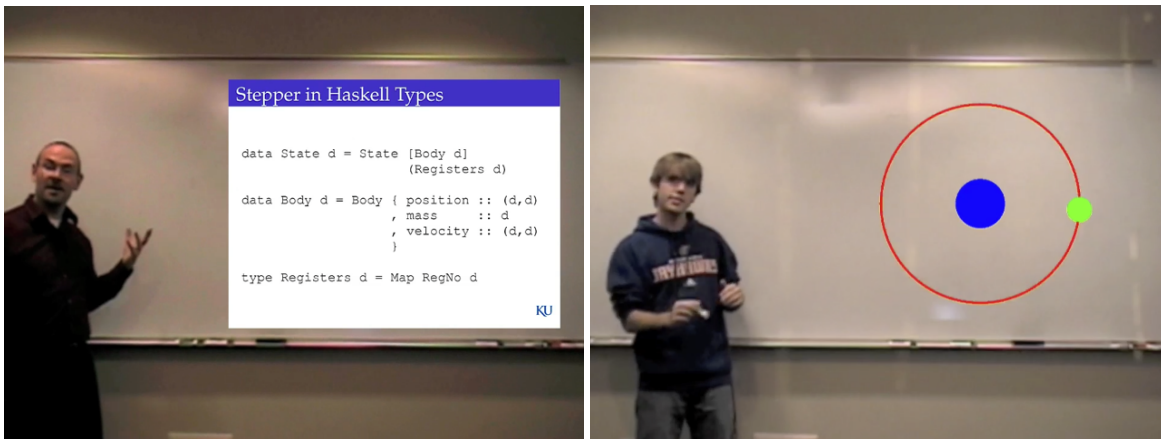 Stepper in Haskell Types
data State d = State [Body d]
(Registers d)
data Body d = Body { position :: (d,d)
, mass :: d
, velocity :: (d,d)
}
type Registers d = Map RegNo d
KU